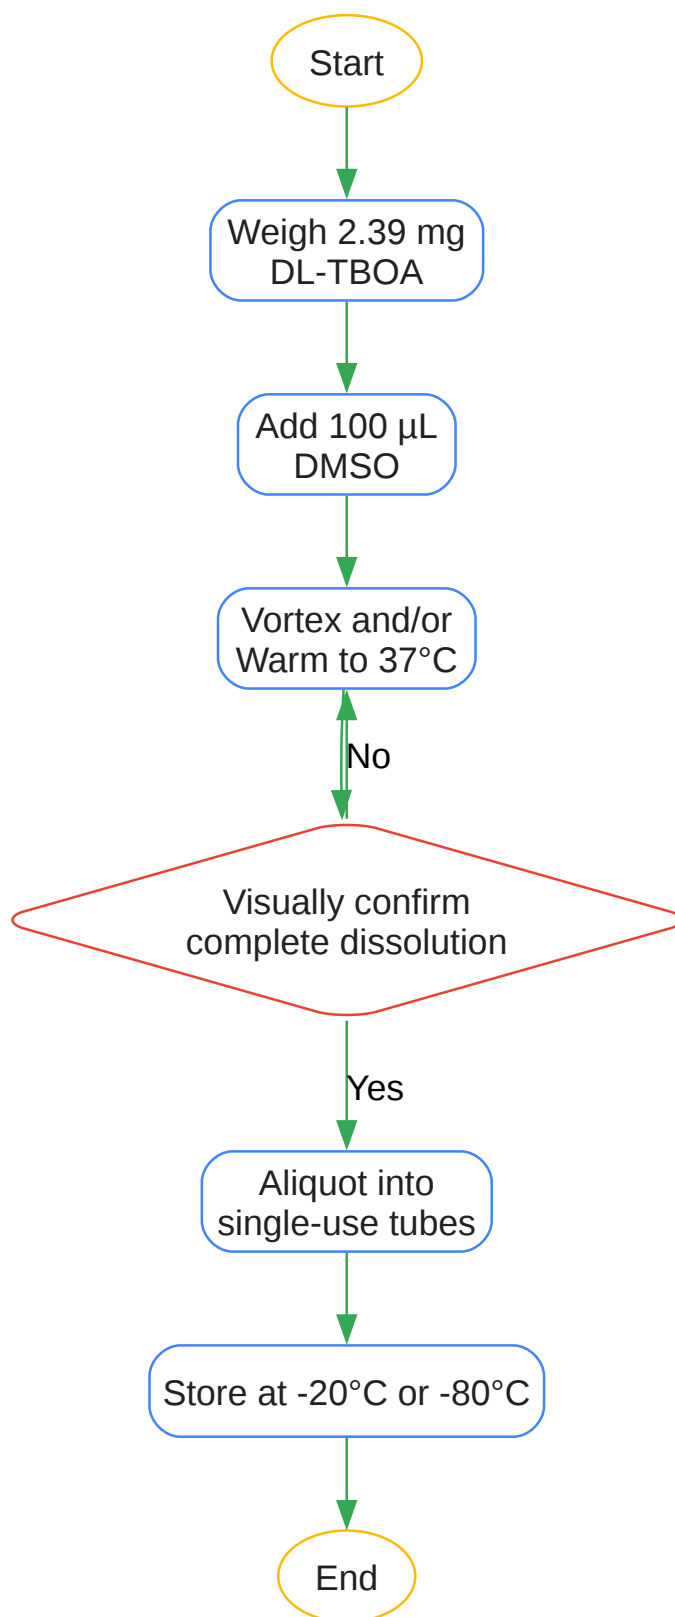 Start
Weigh 2.39 mg
DL-TBOA
Add 100 µL
DMSO
Vortex and/or
Warm to 37°C
No
Visually confirm
complete dissolution
Yes
Aliquot into
single-use tubes
Store at -20°C or -80°C
End